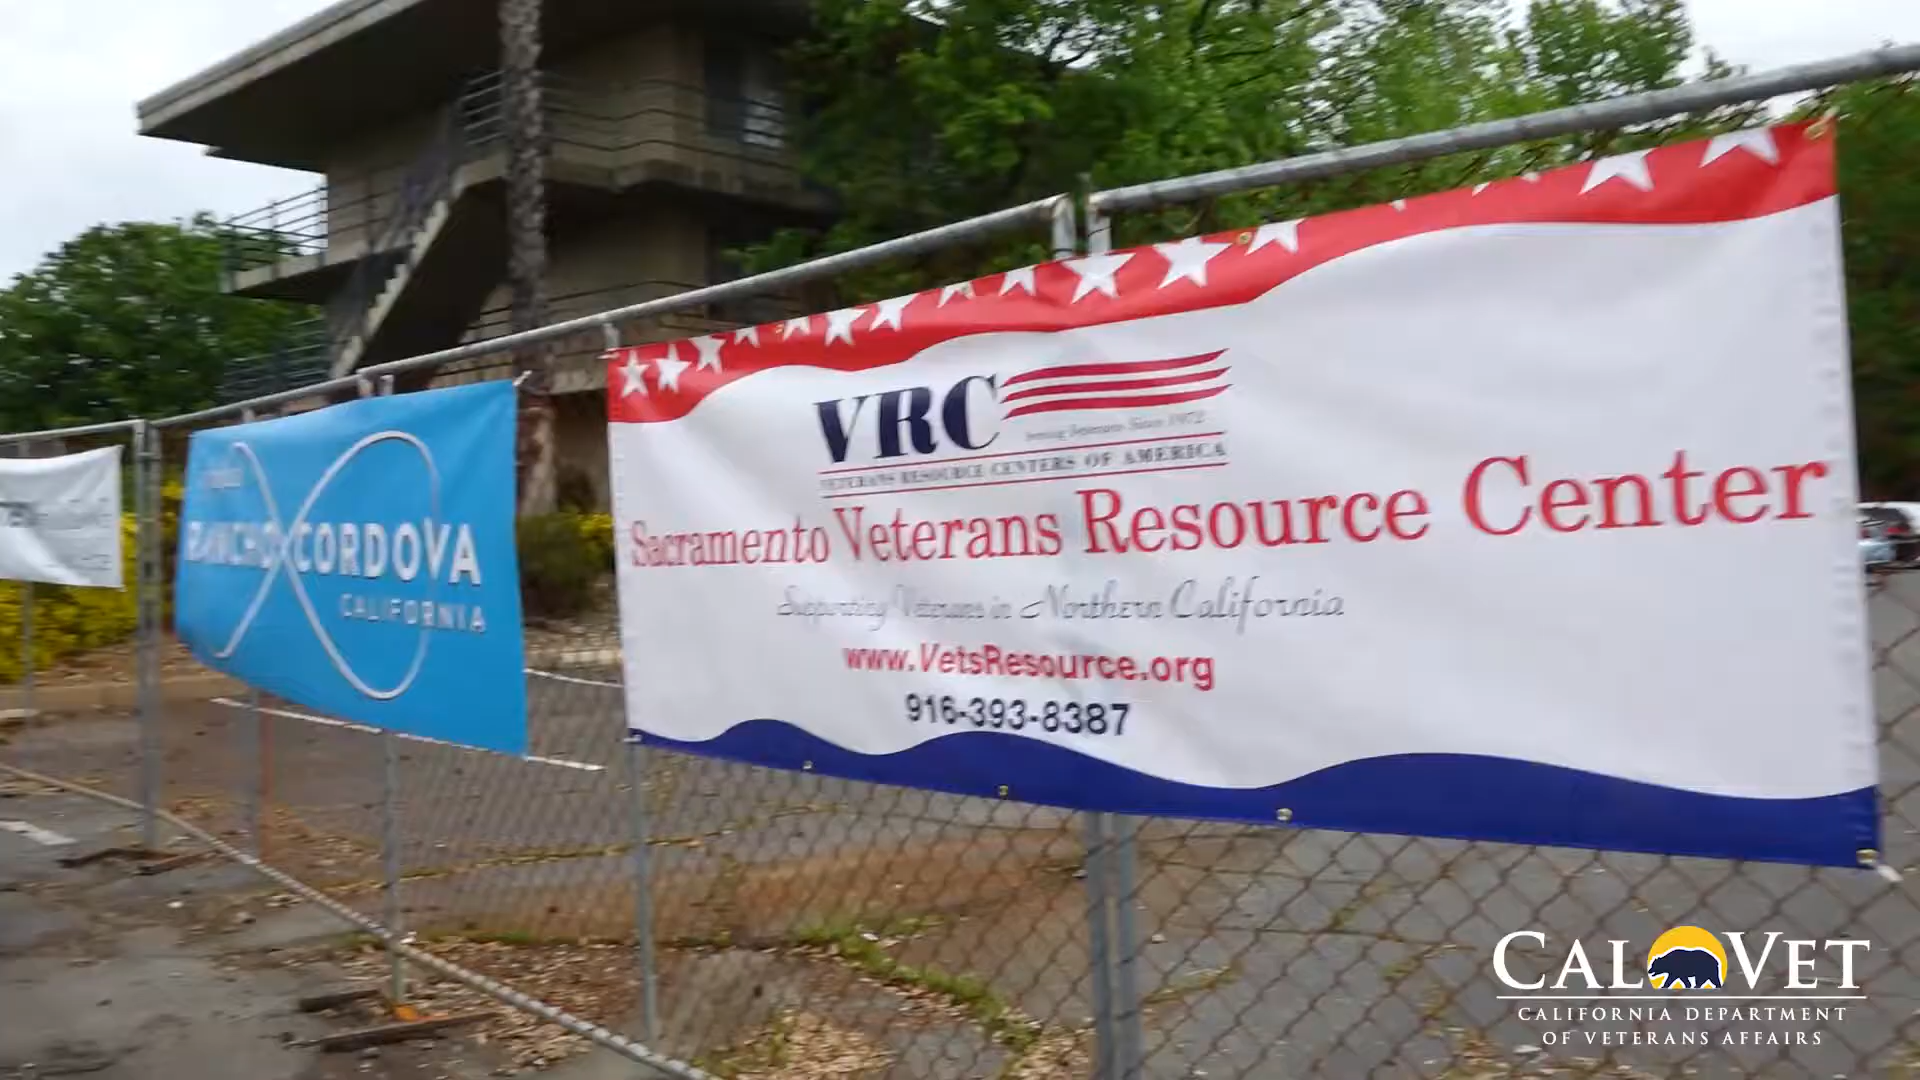 RANCHO CORDOVA
CALIFORNIA
VRC
Serving Veterans Since 1972
VETERANS RESOURCE CENTERS OF AMERICA
Sacramento Veterans Resource Center
Supporting Veterans in Northern California
www.VetsResource.org
916-393-8387
CALVET
CALIFORNIA DEPARTMENT
OF VETERANS AFFAIRS